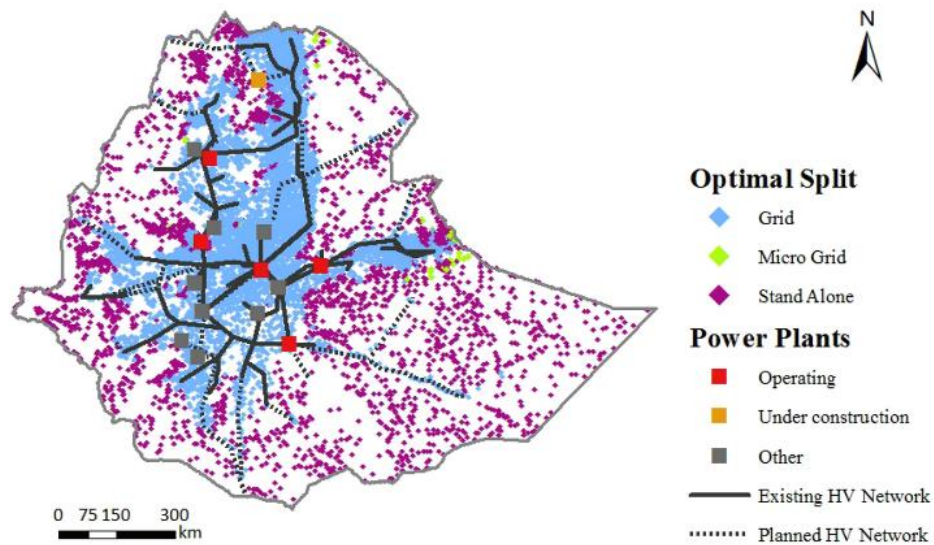 N
Optimal Split
Grid
Micro Grid
Stand Alone
Power Plants
Operating
Under construction
Other
Existing HV Network
Planned HV Network
0 75 150 300
km